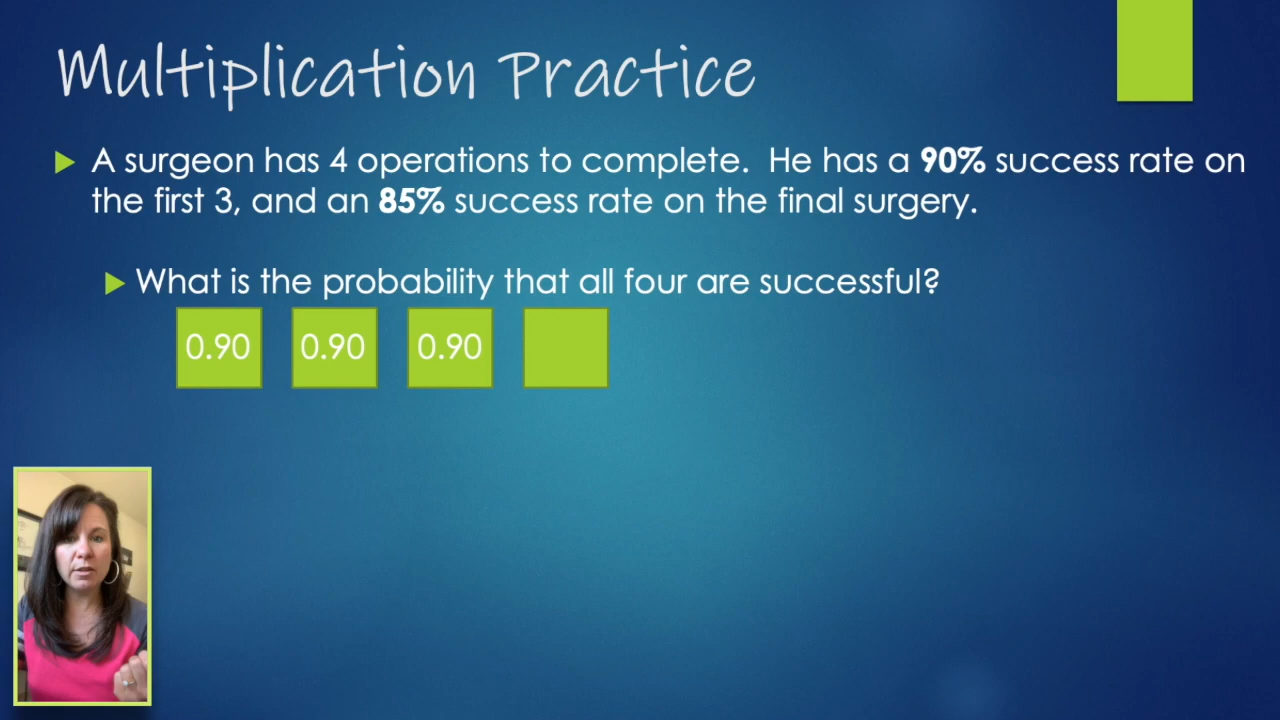 Multiplication Practice
A surgeon has 4 operations to complete. He has a 90% success rate on
the first 3, and an 85% success rate on the final surgery.
What is the probability that all four are successful?
0.90 0.90 0.90